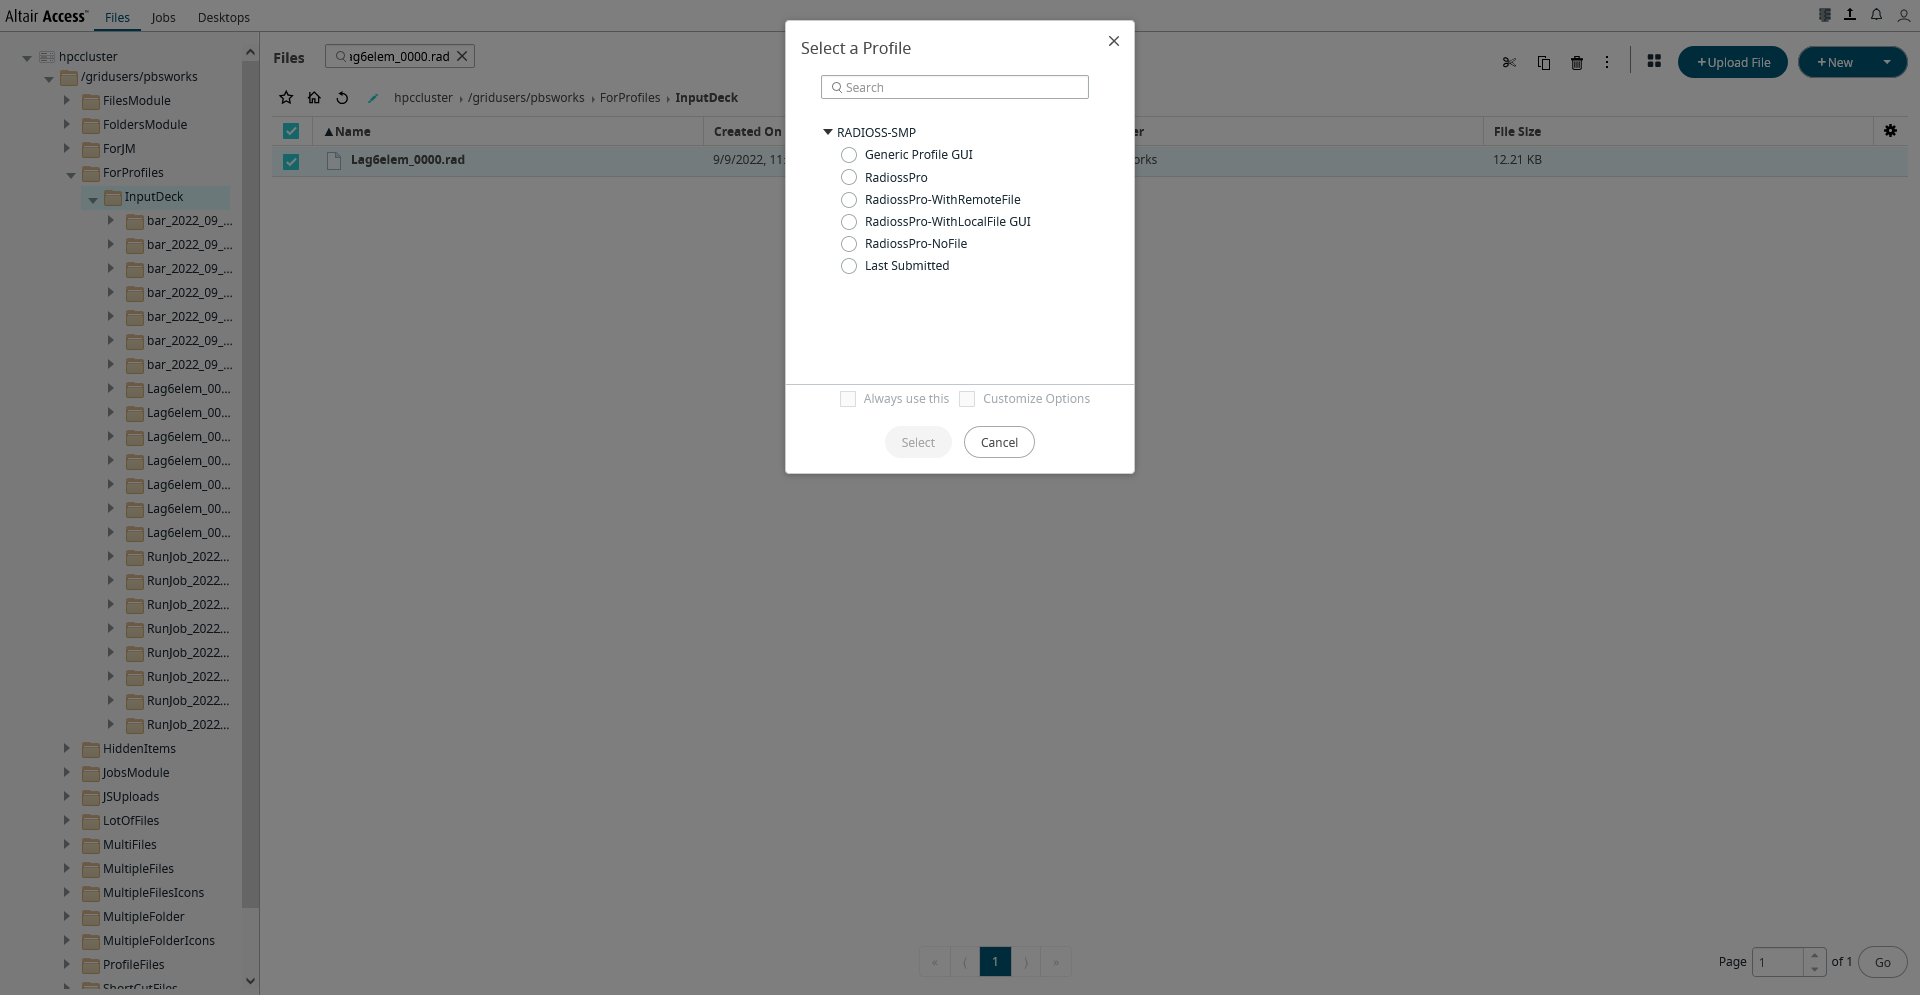 Altair Access™ Files Jobs Desktops
hpccluster
/gridusers/pbsworks
FilesModule
FoldersModule
ForJM
ForProfiles
InputDeck
bar_2022_09_...
bar_2022_09_...
bar_2022_09_...
bar_2022_09_...
bar_2022_09_...
bar_2022_09_...
bar_2022_09_...
Lag6elem_00...
Lag6elem_00...
Lag6elem_00...
Lag6elem_00...
Lag6elem_00...
Lag6elem_00...
Lag6elem_00...
RunJob_2022...
RunJob_2022...
RunJob_2022...
RunJob_2022...
RunJob_2022...
RunJob_2022...
RunJob_2022...
RunJob_2022...
HiddenItems
JobsModule
JSUploads
LotOfFiles
MultiFiles
MultipleFiles
MultipleFilesIcons
MultipleFolder
MultipleFolderIcons
ProfileFiles
ShortCutFiles
Files
ag6elem_0000.rad
+Upload File
+New
hpccluster › /gridusers/pbsworks › ForProfiles › InputDeck
▲Name Created On er File Size
Lag6elem_0000.rad 9/9/2022, 11: orks 12.21 KB
Select a Profile
Search
RADIOSS-SMP
Generic Profile GUI
RadiossPro
RadiossPro-WithRemoteFile
RadiossPro-WithLocalFile GUI
RadiossPro-NoFile
Last Submitted
Always use this Customize Options
Select Cancel
« ⟨ 1 ⟩ »
Page 1 of 1 Go